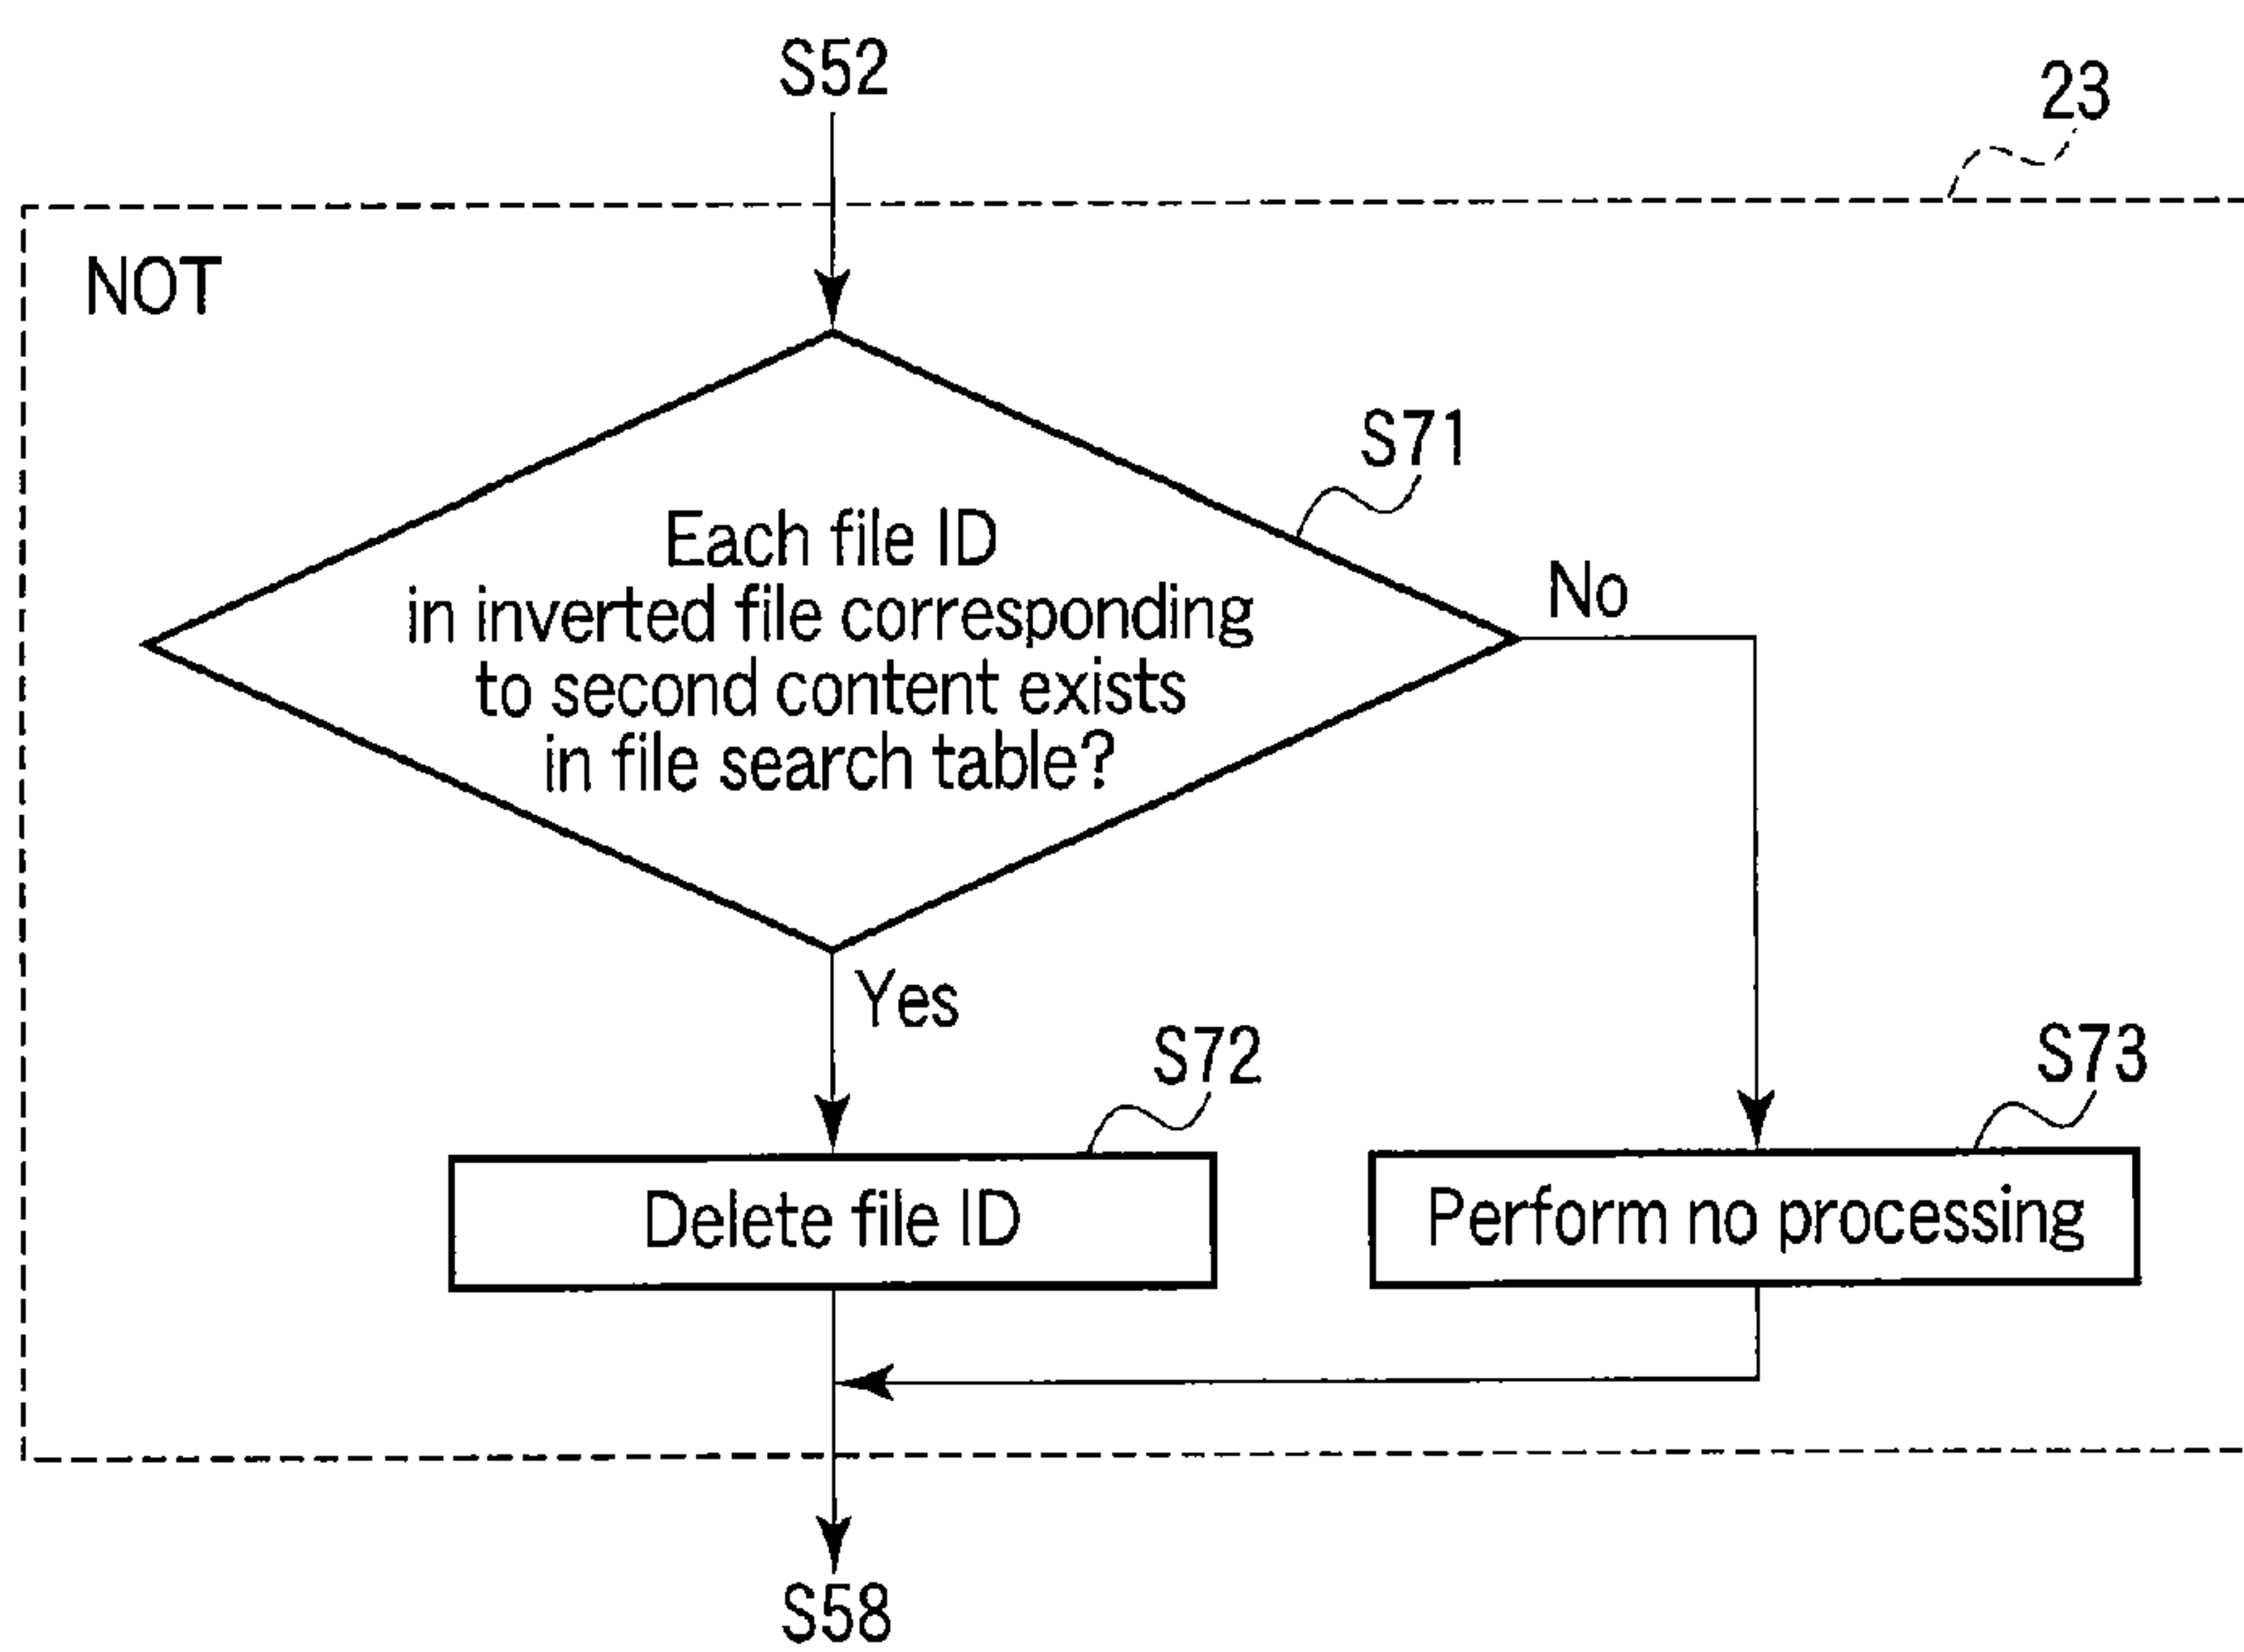 S52
23
NOT
S71
Each file ID
in inverted file corresponding
to second content exists
in file search table?
No
Yes
S72
S73
Delete file ID
Perform no processing
S58